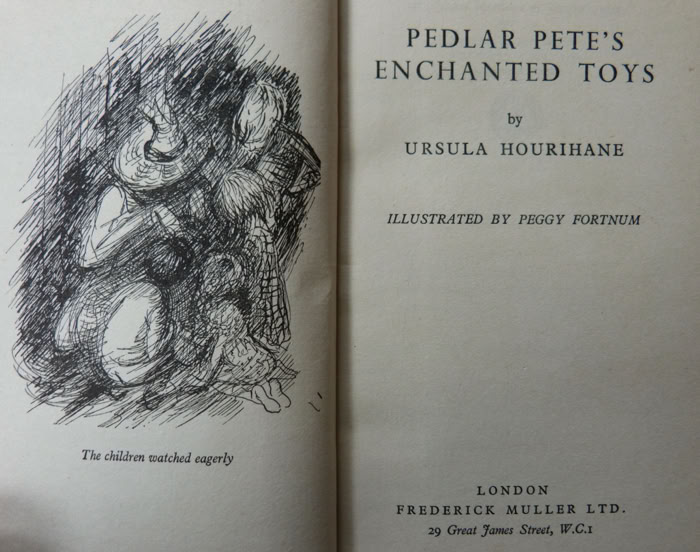 The children watched eagerly
PEDLAR PETE'S
ENCHANTED TOYS
by
URSULA HOURIHANE
ILLUSTRATED BY PEGGY FORTNUM
LONDON
FREDERICK MULLER LTD.
29 Great James Street, W.C.1